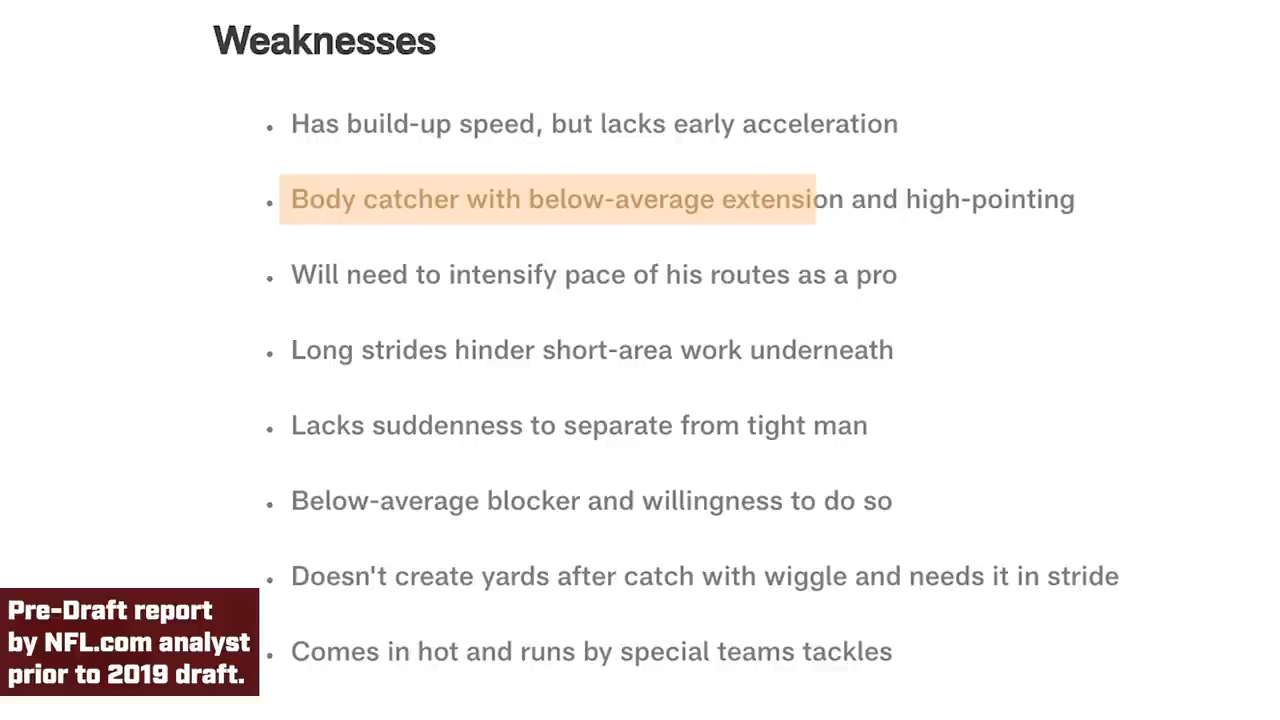 Weaknesses
• Has build-up speed, but lacks early acceleration
• Body catcher with below-average extension and high-pointing
• Will need to intensify pace of his routes as a pro
• Long strides hinder short-area work underneath
• Lacks suddenness to separate from tight man
• Below-average blocker and willingness to do so
• Doesn't create yards after catch with wiggle and needs it in stride
• Comes in hot and runs by special teams tackles
Pre-Draft report
by NFL.com analyst
prior to 2019 draft.